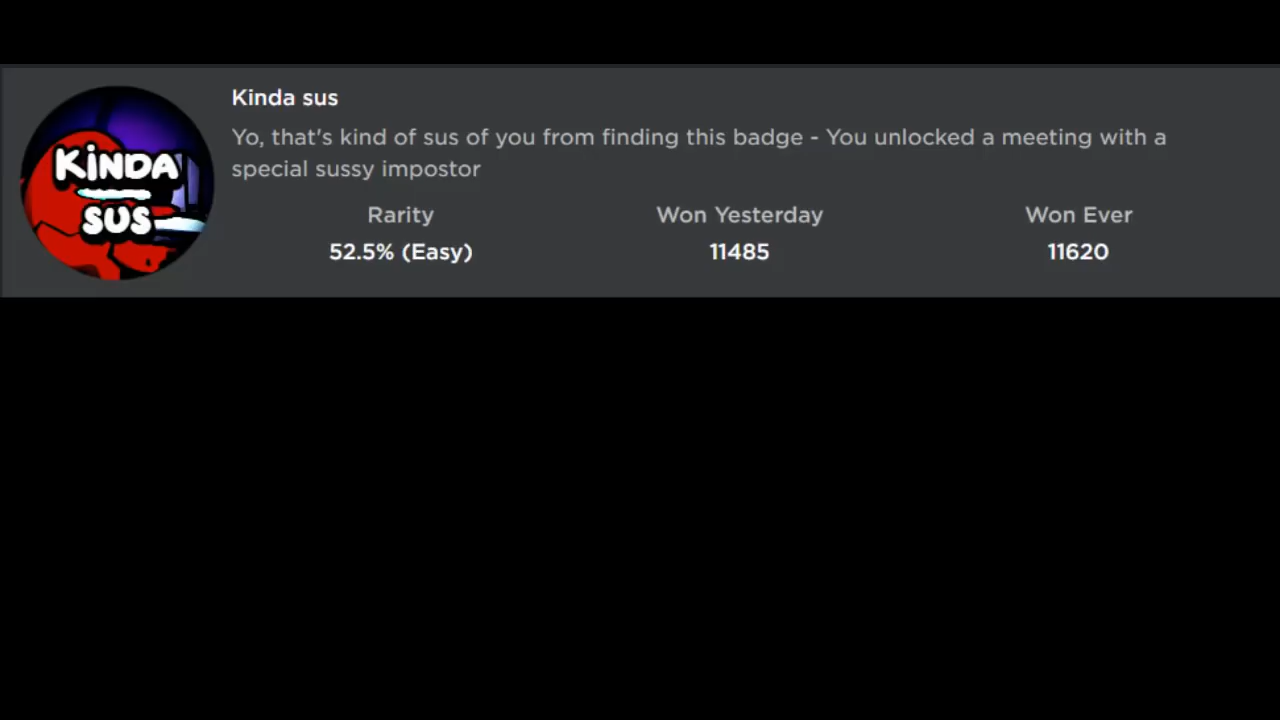 KINDA
SUS
Kinda sus
Yo, that's kind of sus of you from finding this badge - You unlocked a meeting with a
special sussy impostor
Rarity Won Yesterday Won Ever
52.5% (Easy) 11485 11620